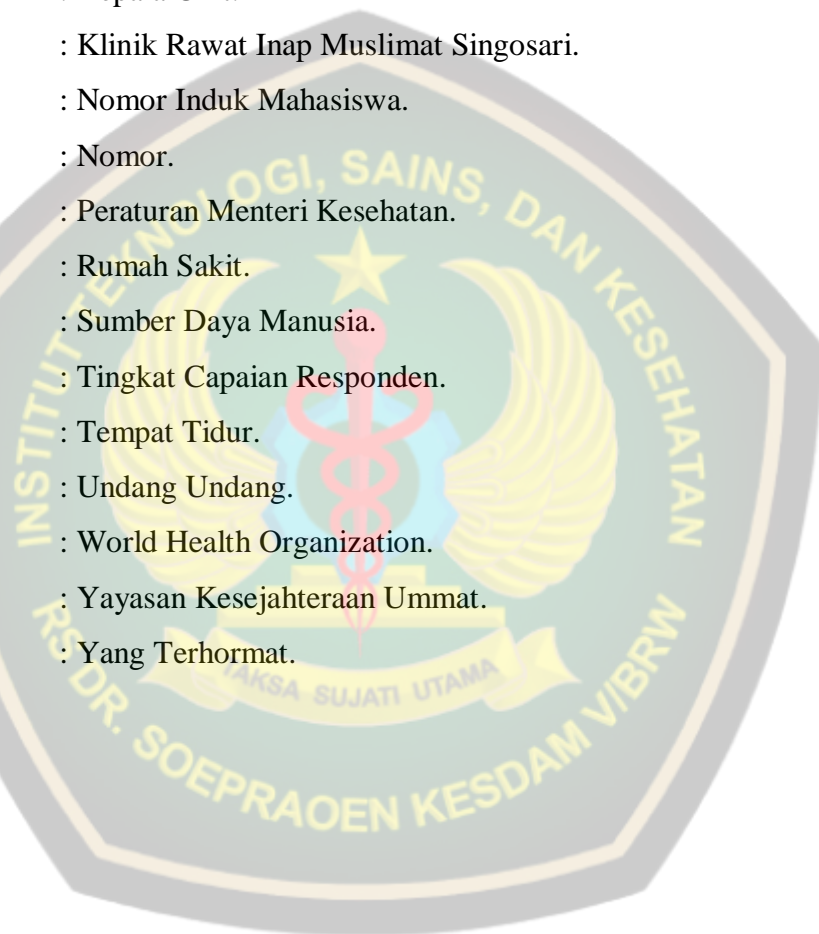 : Klinik Rawat Inap Muslimat Singosari.
: Nomor Induk Mahasiswa.
: Nomor.
: Peraturan Menteri Kesehatan.
: Rumah Sakit.
: Sumber Daya Manusia.
: Tingkat Capaian Responden.
: Tempat Tidur.
: Undang Undang.
: World Health Organization.
: Yayasan Kesejahteraan Ummat.
: Yang Terhormat.
INSTITUT TEKNOLOGI, SAINS, DAN KESEHATAN
RS DR. SOEPRAOEN KESDAM V/BRW
SUJATI UTAMA